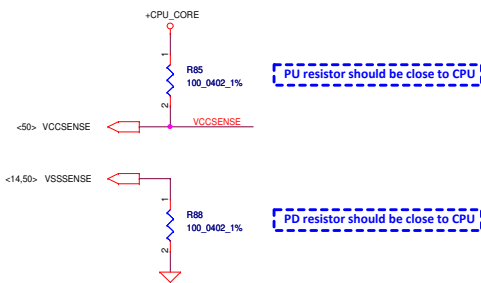 +CPU_CORE
1
R85
100_0402_1%
PU resistor should be close to CPU
2
<50> VCCSENSE
VCCSENSE
<14,50> VSSSENSE
1
R88
100_0402_1%
PD resistor should be close to CPU
2